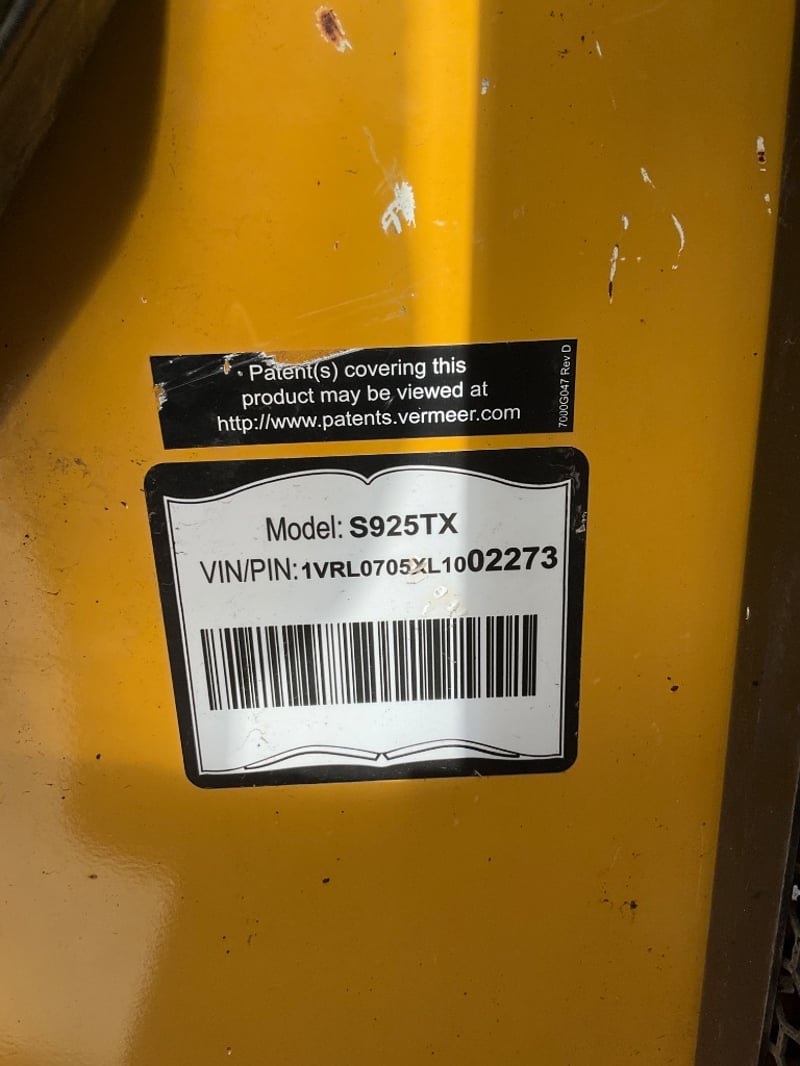 Patent(s) covering this
product may be viewed at
http://www.patents.vermeer.com
7000G047 Rev D
Model: S925TX
VIN/PIN: 1VRL0705XL1002273